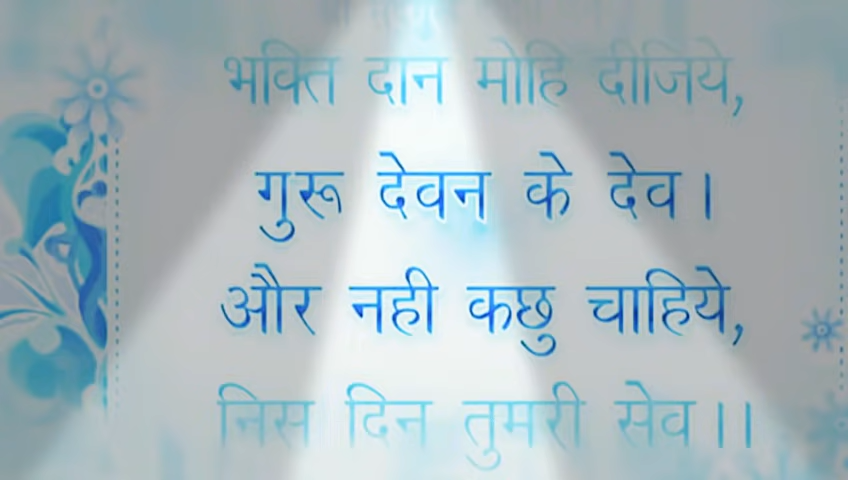 भक्ति दान मोहि दीजिये,
गुरू देवन के देव।
और नही कछु चाहिये,
निस दिन तुमरी सेव।।